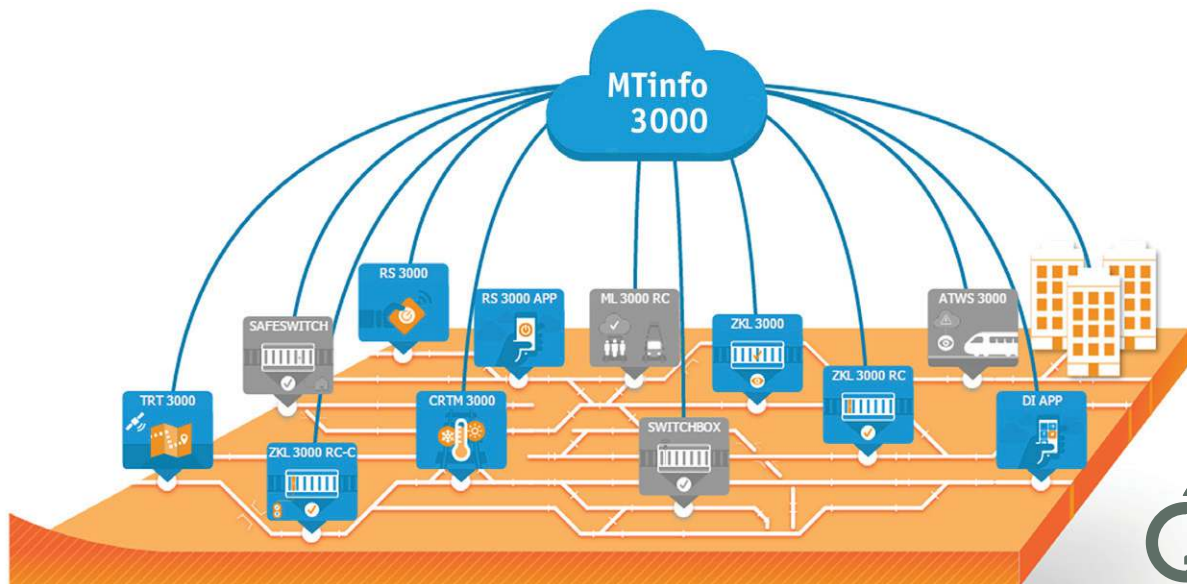 MTinfo
3000
RS 3000
RS 3000 APP
ML 3000 RC
ATWS 3000
SAFESWITCH
ZKL 3000
ZKL 3000 RC
TRT 3000
CRTM 3000
DI APP
SWITCHBOX
ZKL 3000 RC-C